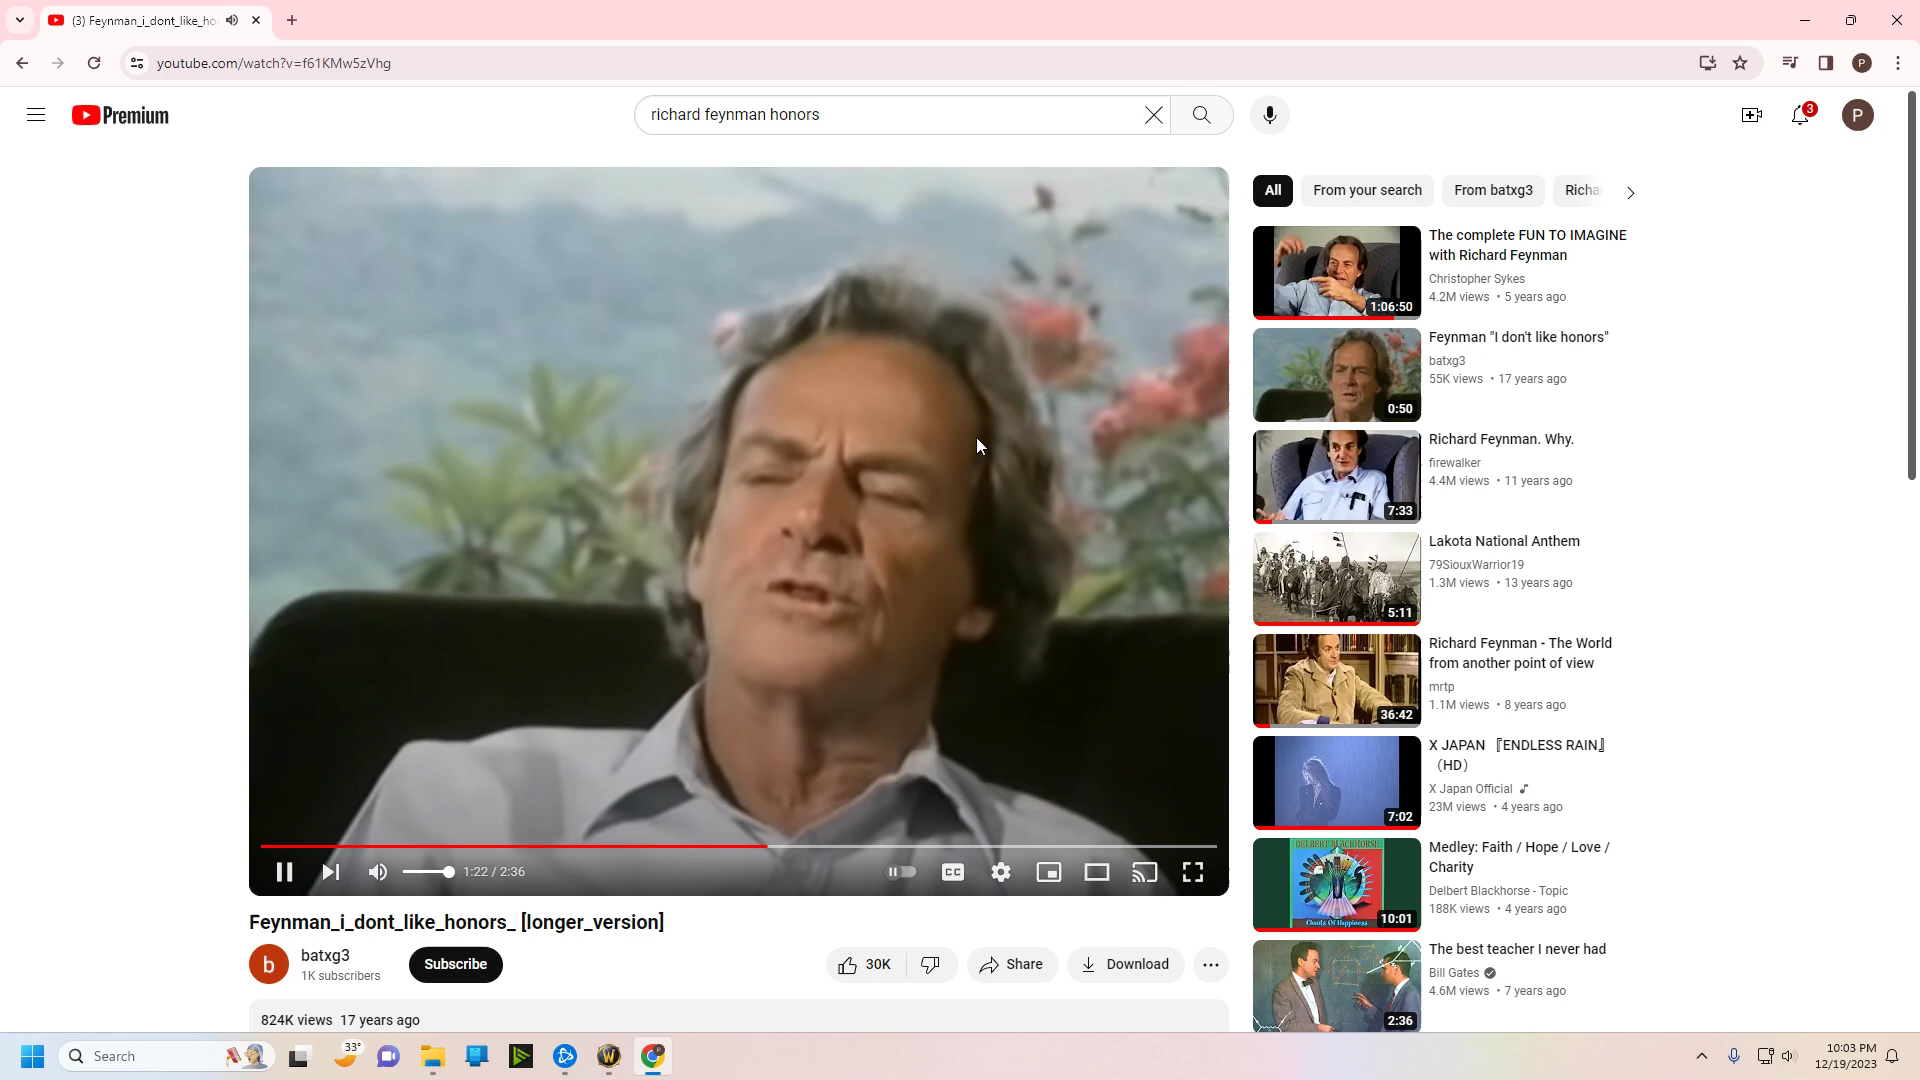 (3) Feynman_i_dont_like_ho
youtube.com/watch?v=f61KMw5zVhg
P
Premium
richard feynman honors
3
P
All
From your search
From batxg3
Richa
The complete FUN TO IMAGINE
with Richard Feynman
Christopher Sykes
4.2M views • 5 years ago
1:06:50
Feynman "I don't like honors"
batxg3
55K views • 17 years ago
0:50
Richard Feynman. Why.
firewalker
4.4M views • 11 years ago
7:33
Lakota National Anthem
79SiouxWarrior19
1.3M views • 13 years ago
5:11
Richard Feynman - The World
from another point of view
mrtp
1.1M views • 8 years ago
36:42
X JAPAN 『ENDLESS RAIN』
（HD）
X Japan Official
23M views • 4 years ago
7:02
Medley: Faith / Hope / Love /
Charity
Delbert Blackhorse - Topic
188K views • 4 years ago
DELBERT BLACKHORSE
Chants Of Happiness
10:01
The best teacher I never had
Bill Gates
4.6M views • 7 years ago
2:36
1:22 / 2:36
CC
Feynman_i_dont_like_honors_ [longer_version]
b
batxg3
1K subscribers
Subscribe
30K
Share
Download
824K views 17 years ago
Search
33°
10:03 PM
12/19/2023